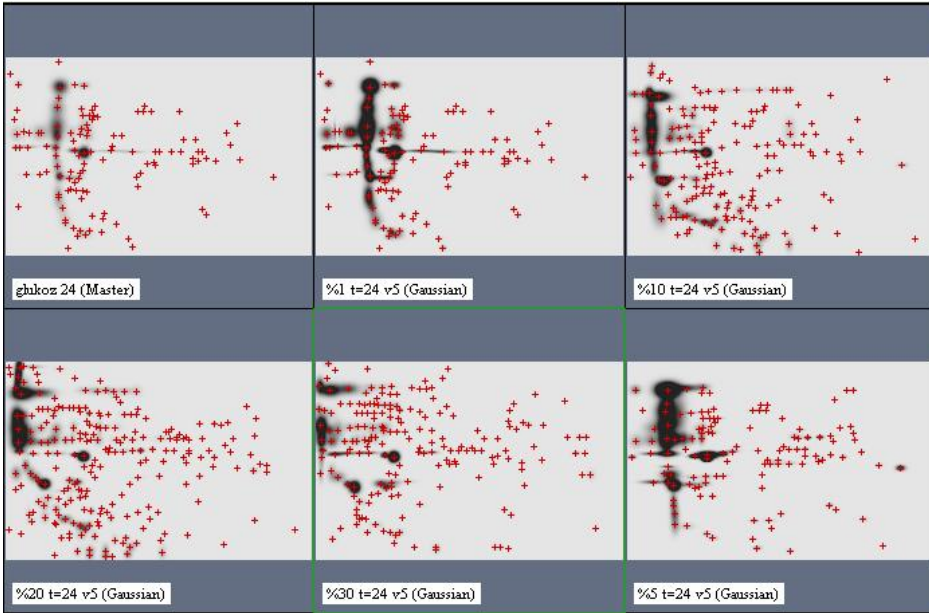 glukoz 24 (Master)
%1 t=24 v5 (Gaussian)
%10 t=24 v5 (Gaussian)
%20 t=24 v5 (Gaussian)
%30 t=24 v5 (Gaussian)
%5 t=24 v5 (Gaussian)